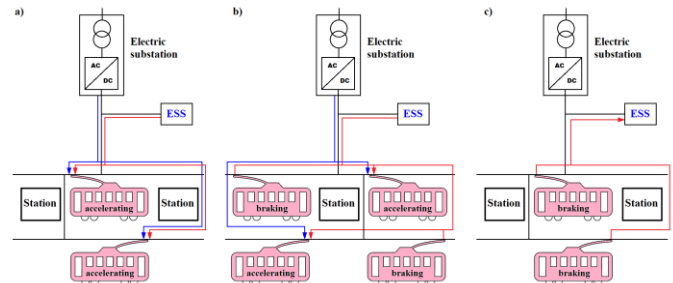 a)
Electric
substation
AC
DC
ESS
Station
accelerating
Station
accelerating
b)
Electric
substation
AC
DC
ESS
braking
Station
accelerating
accelerating
braking
c)
Electric
substation
AC
DC
ESS
Station
braking
Station
braking